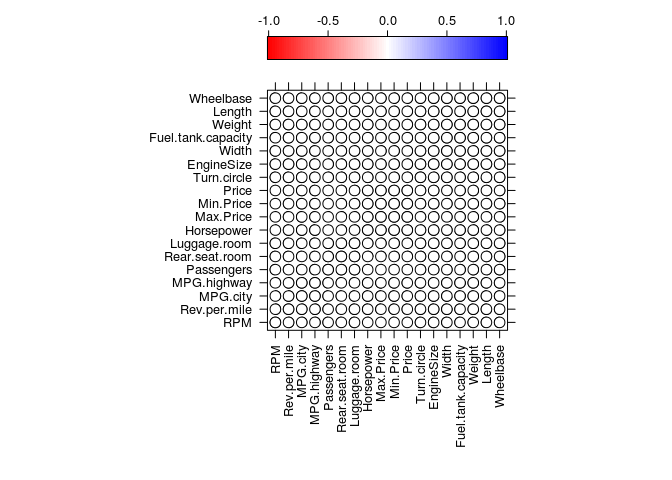 -1.0 -0.5 0.0 0.5 1.0
Wheelbase
Length
Weight
Fuel.tank.capacity
Width
EngineSize
Turn.circle
Price
Min.Price
Max.Price
Horsepower
Luggage.room
Rear.seat.room
Passengers
MPG.highway
MPG.city
Rev.per.mile
RPM
RPM
Rev.per.mile
MPG.city
MPG.highway
Passengers
Rear.seat.room
Luggage.room
Horsepower
Max.Price
Min.Price
Price
Turn.circle
EngineSize
Width
Fuel.tank.capacity
Weight
Length
Wheelbase